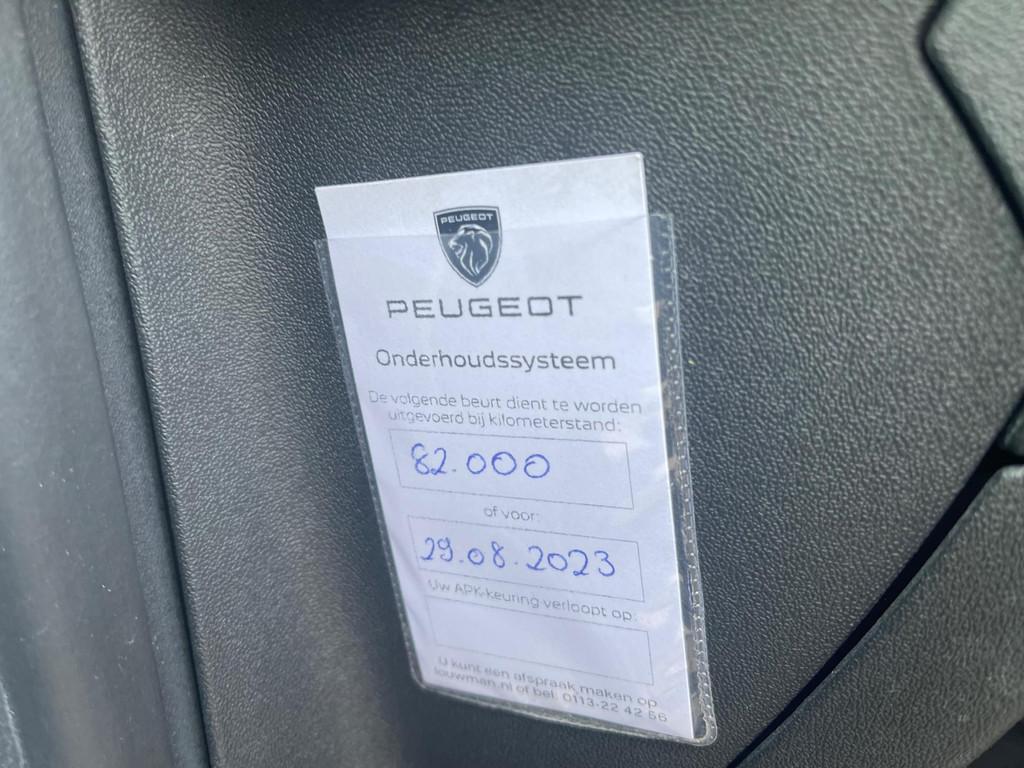 PEUGEOT
PEUGEOT
Onderhoudssysteem
De volgende beurt dient te worden
uitgevoerd bij kilometerstand:
82.000
of voor:
29.08.2023
Uw APK-keuring verloopt op:
U kunt een afspraak maken op
louwman.nl of bel: 0113-22 42 56